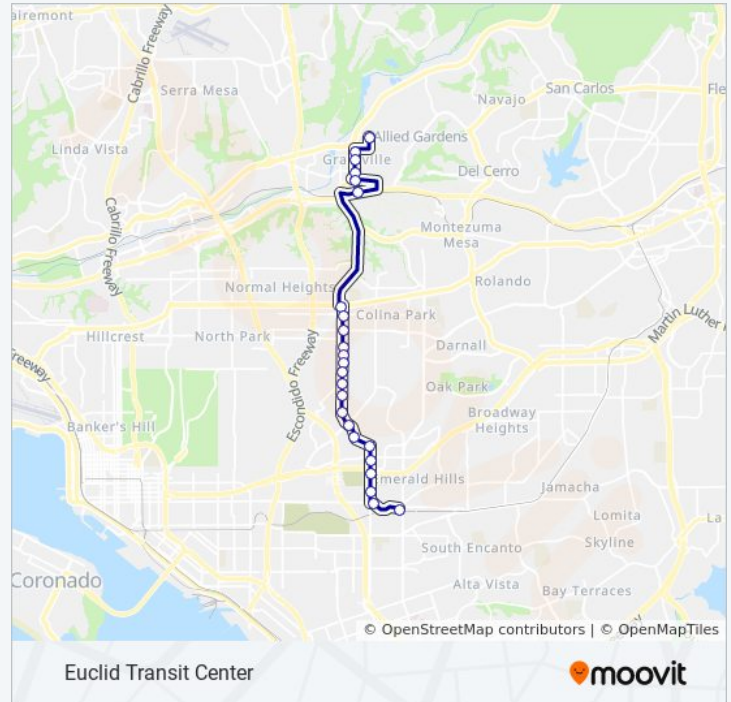 airemont
Cabrillo Freeway
Serra Mesa
San Carlos
Fle
Navajo
Allied Gardens
Linda Vista
Grantville
Del Cerro
Cabrillo Freeway
Montezuma
Mesa
Normal Heights
Rolando
Colina Park
Martin Luther
Hillcrest
North Park
Darnall
Freeway
Escondido Freeway
Oak Park
Banker's Hill
Broadway
Heights
Emerald Hills
Jamacha
Lomita
La
South Encanto
Skyline
Coronado
Alta Vista
Bay Terraces
© OpenStreetMap contributors | © OpenMapTiles
Euclid Transit Center
moovit